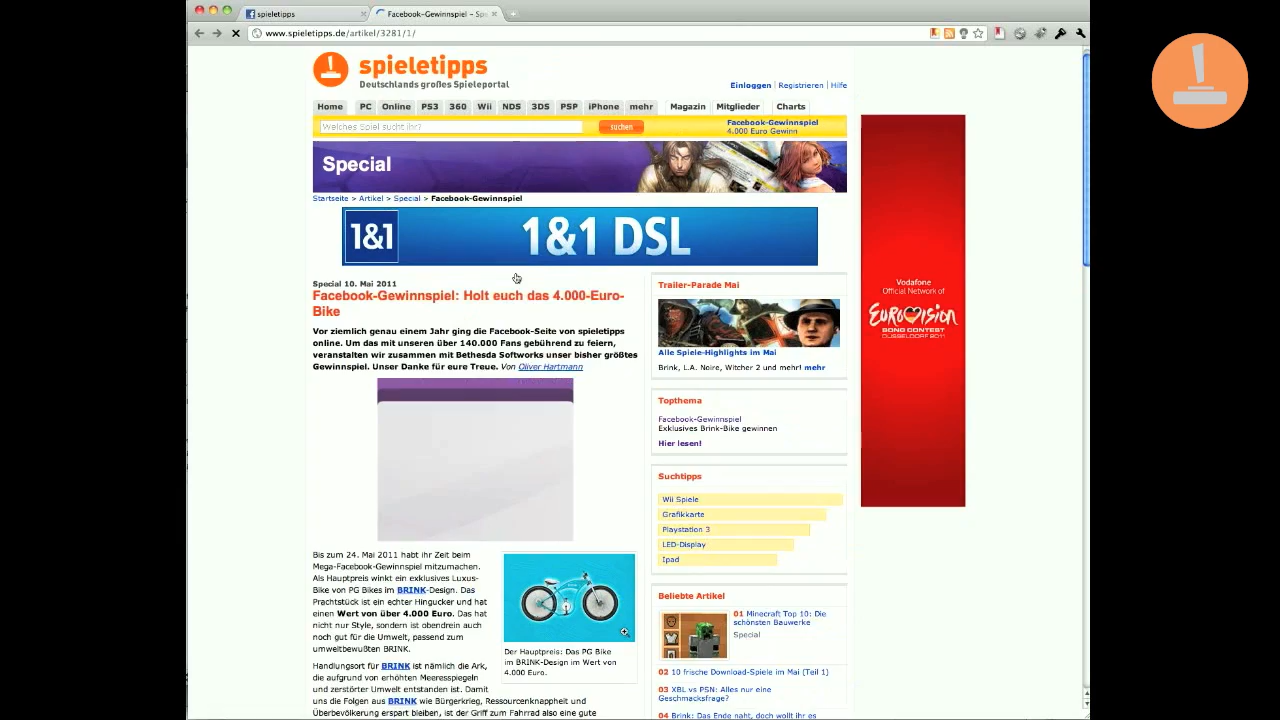 spieletipps
Facebook-Gewinnspiel – Spi
www.spieletipps.de/artikel/3281/1/
spieletipps
Deutschlands großes Spieleportal
Einloggen | Registrieren | Hilfe
Home PC Online PS3 360 Wii NDS 3DS PSP iPhone mehr Magazin Mitglieder Charts
Welches Spiel sucht ihr?
suchen
Facebook-Gewinnspiel
4.000 Euro Gewinn
Special
Startseite > Artikel > Special > Facebook-Gewinnspiel
1&1
1&1 DSL
Special 10. Mai 2011
Facebook-Gewinnspiel: Holt euch das 4.000-Euro-
Bike
Vor ziemlich genau einem Jahr ging die Facebook-Seite von spieletipps
online. Um das mit unseren über 140.000 Fans gebührend zu feiern,
veranstalten wir zusammen mit Bethesda Softworks unser bisher größtes
Gewinnspiel. Unser Danke für eure Treue. Von Oliver Hartmann
Bis zum 24. Mai 2011 habt ihr Zeit beim
Mega-Facebook-Gewinnspiel mitzumachen.
Als Hauptpreis winkt ein exklusives Luxus-
Bike von PG Bikes im BRINK-Design. Das
Prachtstück ist ein echter Hingucker und hat
einen Wert von über 4.000 Euro. Das hat
nicht nur Style, sondern ist obendrein auch
noch gut für die Umwelt, passend zum
umweltbewußten BRINK.
Handlungsort für BRINK ist nämlich die Ark,
die aufgrund von erhöhten Meeresspiegeln
und zerstörter Umwelt entstanden ist. Damit
uns die Folgen aus BRINK wie Bürgerkrieg, Ressourcenknappheit und
Überbevölkerung erspart bleiben, ist der Griff zum Fahrrad also eine gute
Der Hauptpreis: Das PG Bike
im BRINK-Design im Wert von
4.000 Euro.
Trailer-Parade Mai
Alle Spiele-Highlights im Mai
Brink, L.A. Noire, Witcher 2 und mehr! mehr
Topthema
Facebook-Gewinnspiel
Exklusives Brink-Bike gewinnen
Hier lesen!
Suchtipps
Wii Spiele
Grafikkarte
Playstation 3
LED-Display
Ipad
Beliebte Artikel
01 Minecraft Top 10: Die
schönsten Bauwerke
Special
02 10 frische Download-Spiele im Mai (Teil 1)
03 XBL vs PSN: Alles nur eine
Geschmacksfrage?
04 Brink: Das Ende naht, doch wollt ihr es
Vodafone
Official Network of
EUROVISION
SONG CONTEST
DÜSSELDORF 2011